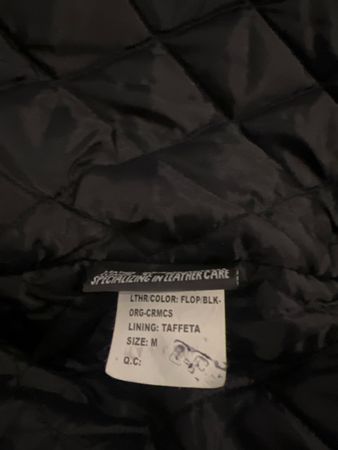 SPECIALIZING IN LEATHER CARE
LTHR/COLOR: FLOP/BLK-
ORG-CRMCS
LINING: TAFFETA
SIZE: M
Q.C: